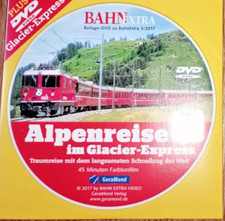 PLUS
DVD
Glacier-Express
BAHN EXTRA
Beilage-DVD zu BahnExtra 3/2017
DVD
Alpenreise
im Glacier-Express
Traumreise mit dem langsamsten Schnellzug der Welt
45 Minuten Farbtonfilm
GeraMond
© 2017 by BAHN EXTRA VIDEO
GeraMond Verlag
www.geramond.de